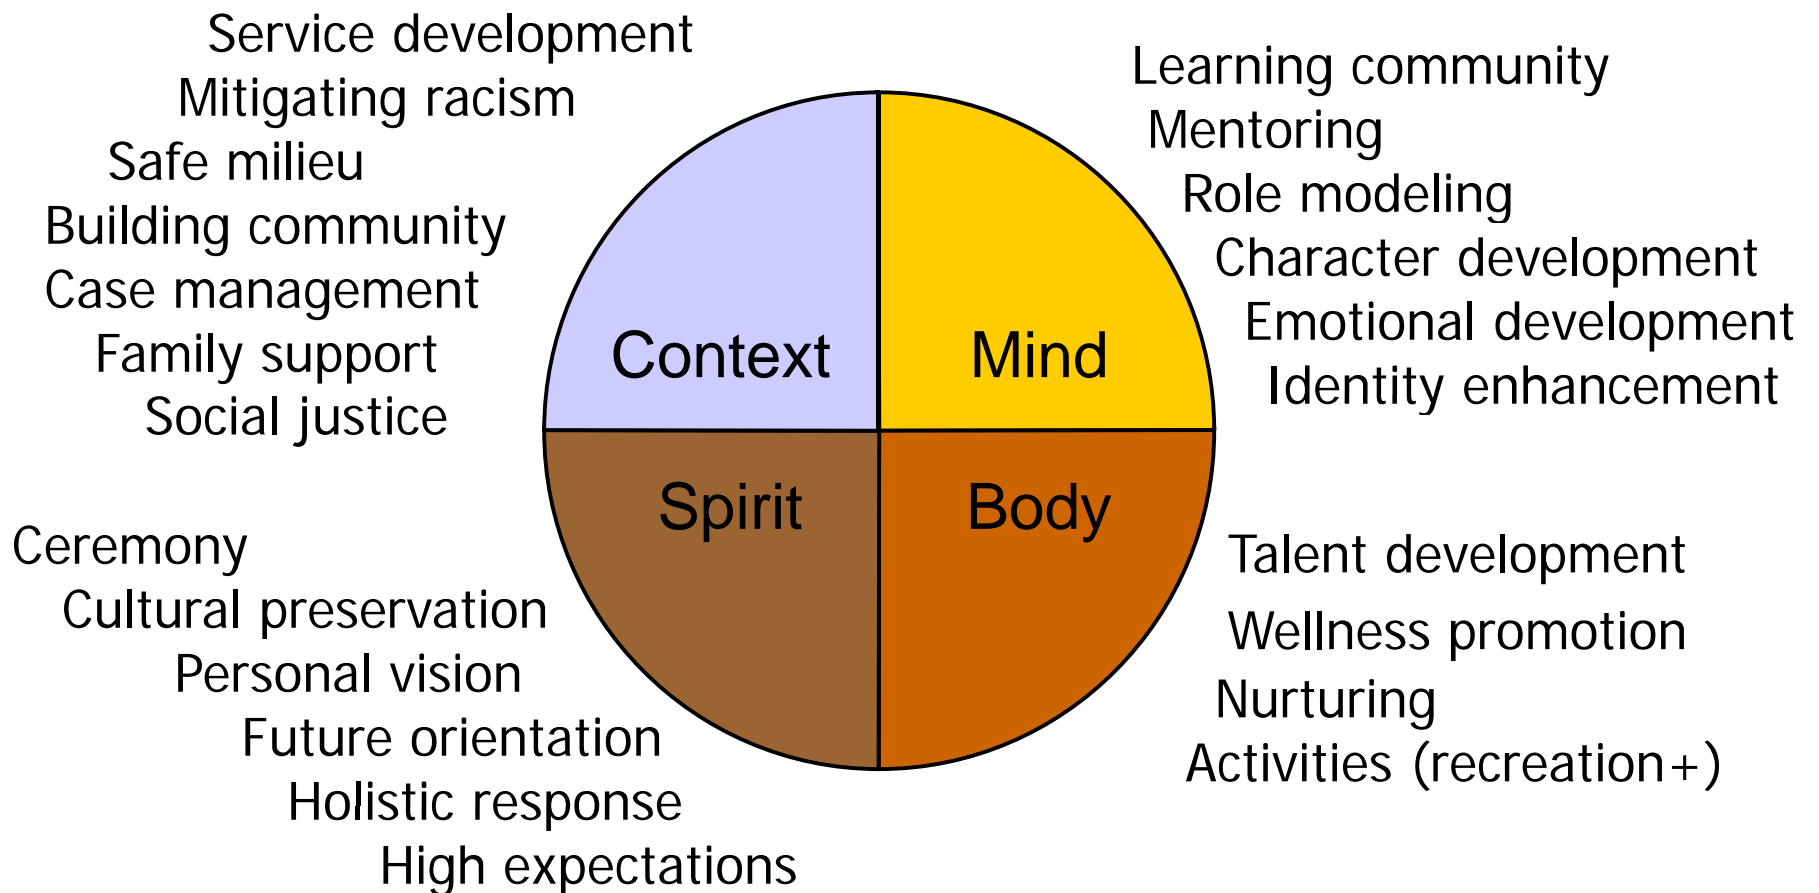 Service development
Mitigating racism
Safe milieu
Building community
Case management
Family support
Social justice
Learning community
Mentoring
Role modeling
Character development
Emotional development
Identity enhancement
Context
Mind
Spirit
Body
Ceremony
Cultural preservation
Personal vision
Future orientation
Holistic response
High expectations
Talent development
Wellness promotion
Nurturing
Activities (recreation+)